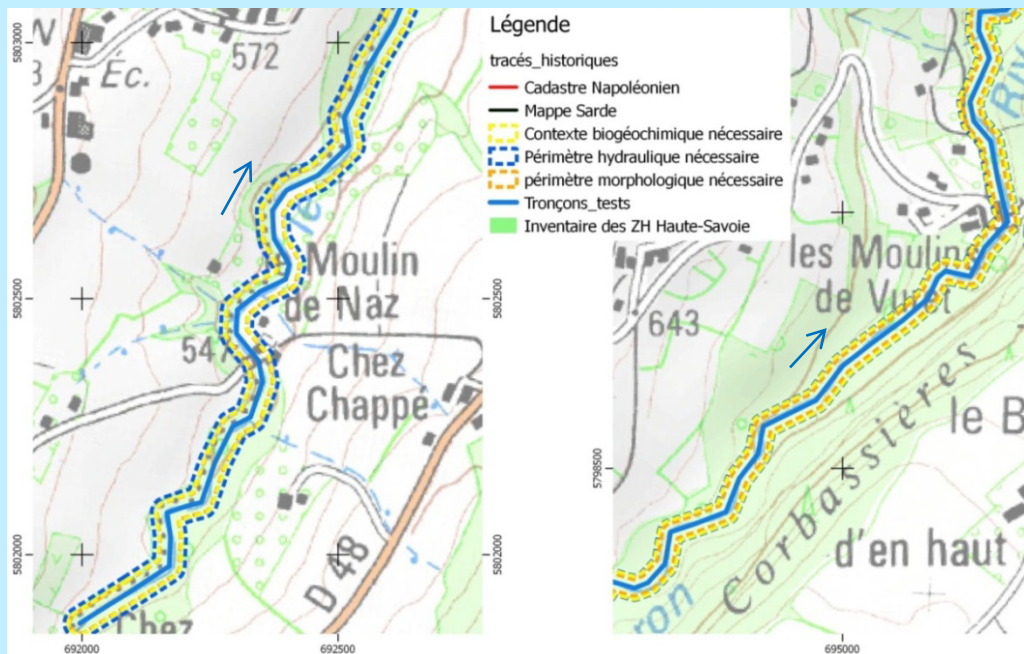 5803000
572
Éc.
Moulin
de Naz
5802500
547
Chez
Chappé
5802000
D 48
Chez
692000
692500
5802500
5802000
Légende
tracés_historiques
Cadastre Napoléonien
Mappe Sarde
Contexte biogéochimique nécessaire
Périmètre hydraulique nécessaire
périmètre morphologique nécessaire
Tronçons_tests
Inventaire des ZH Haute-Savoie
les Moulins
de Vuret
643
5798500
Corbassières
le B
d'en haut
ron
695000